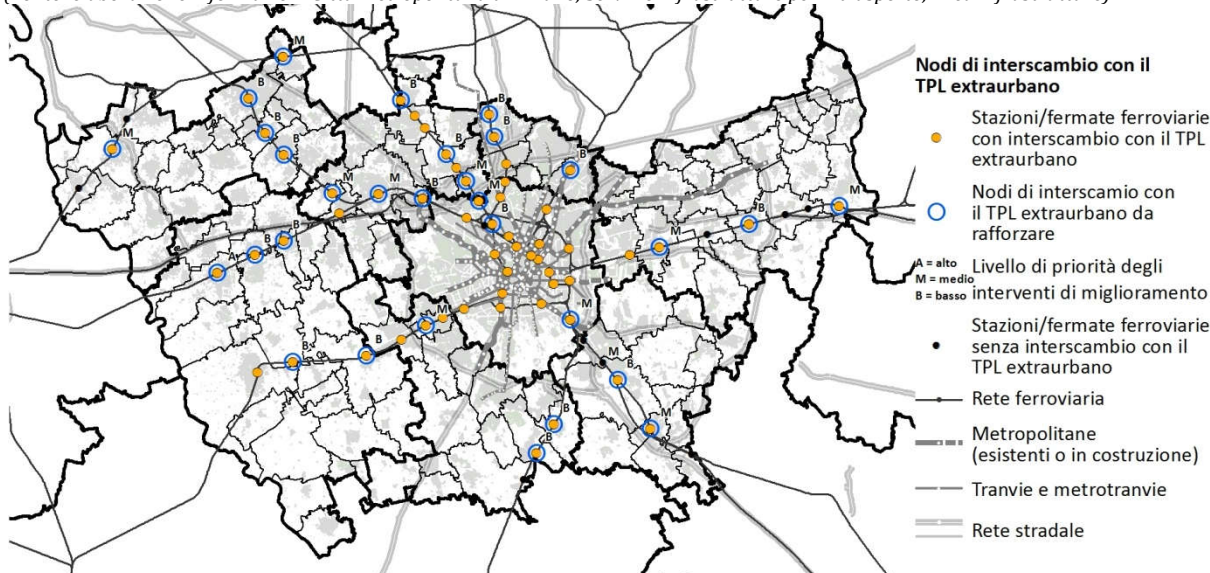 Nodi di interscambio con il
TPL extraurbano
Stazioni/fermate ferroviarie
con interscambio con il TPL
extraurbano
Nodi di interscamio con
il TPL extraurbano da
rafforzare
A = alto
M = medio
B = basso
Livello di priorità degli
interventi di miglioramento
Stazioni/fermate ferroviarie
senza interscambio con il
TPL extraurbano
Rete ferroviaria
Metropolitane
(esistenti o in costruzione)
Tranvie e metrotranvie
Rete stradale
M
B
B
B
M
B
B
B
B
B
M
M
B
M
B
B
B
A
M
B
M
M
B
B
M
M
B
M
B
B